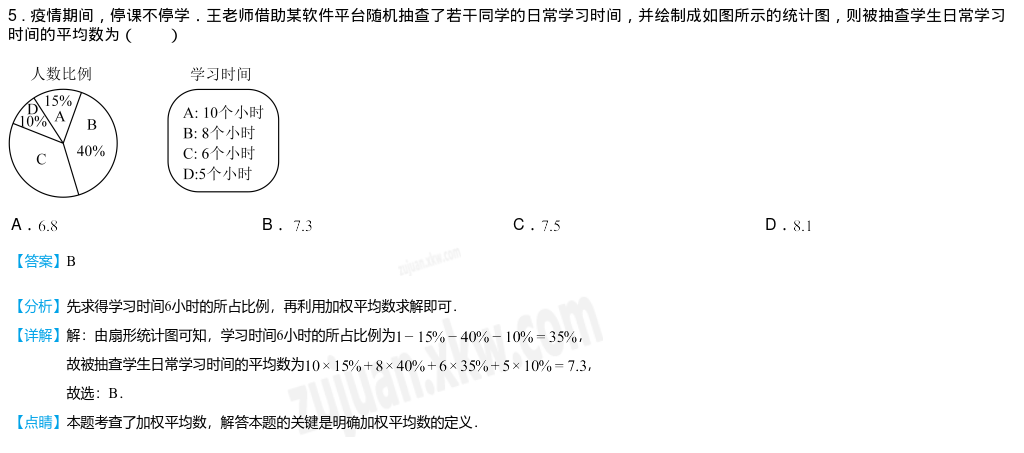 5．疫情期间，停课不停学．王老师借助某软件平台随机抽查了若干同学的日常学习时间，并绘制成如图所示的统计图，则被抽查学生日常学习
时间的平均数为（　　）
人数比例
15%
A
D
10%
B
40%
C
学习时间
A: 10个小时
B: 8个小时
C: 6个小时
D:5个小时
A．6.8 B．7.3 C．7.5 D．8.1
【答案】B
【分析】先求得学习时间6小时的所占比例，再利用加权平均数求解即可．
【详解】解：由扇形统计图可知，学习时间6小时的所占比例为1－15%－40%－10%＝35%，
故被抽查学生日常学习时间的平均数为10×15%＋8×40%＋6×35%＋5×10%＝7.3，
故选：B．
【点睛】本题考查了加权平均数，解答本题的关键是明确加权平均数的定义．
zujuan.xkw.com
zujuan.xkw.com